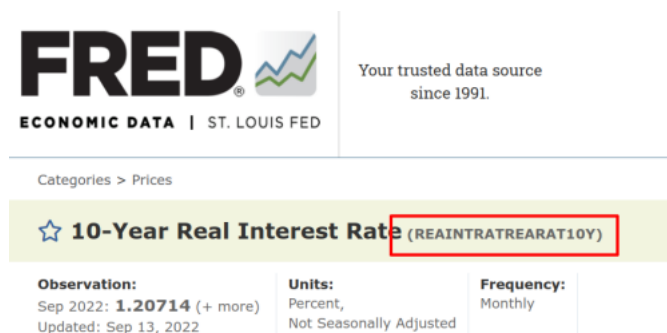 FRED®
ECONOMIC DATA | ST. LOUIS FED
Your trusted data source
since 1991.
Categories > Prices
10-Year Real Interest Rate (REAINTRATREARAT10Y)
Observation:
Sep 2022: 1.20714 (+ more)
Updated: Sep 13, 2022
Units:
Percent,
Not Seasonally Adjusted
Frequency:
Monthly